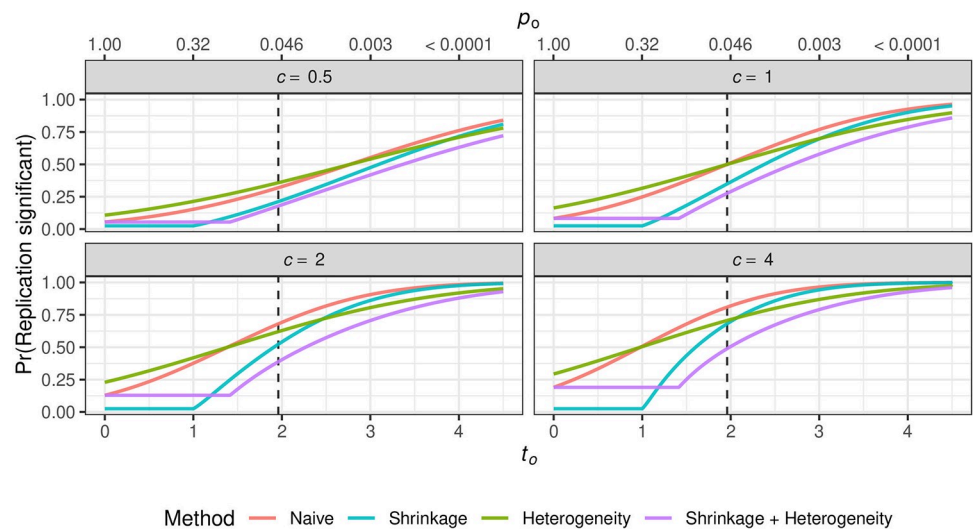 pₒ
1.00 0.32 0.046 0.003 < 0.0001 1.00 0.32 0.046 0.003 < 0.0001
c = 0.5 c = 1
1.00
0.75
0.50
0.25
0.00
c = 2 c = 4
1.00
0.75
0.50
0.25
0.00
Pr(Replication significant)
0 1 2 3 4 0 1 2 3 4
tₒ
Method Naive Shrinkage Heterogeneity Shrinkage + Heterogeneity